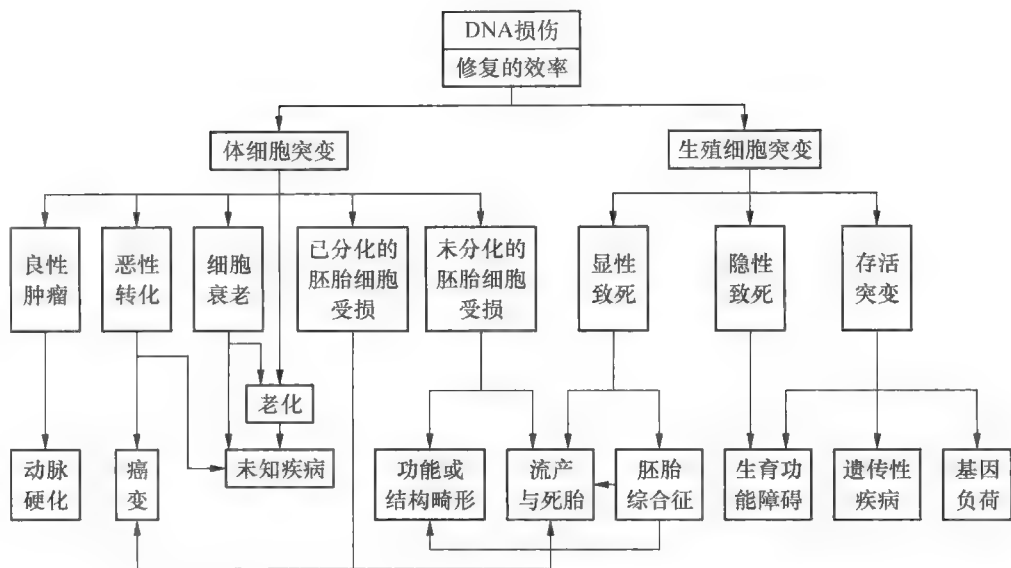 DNA损伤
修复的效率
体细胞突变
生殖细胞突变
良性
肿瘤
恶性
转化
细胞
衰老
已分化的
胚胎细胞
受损
未分化的
胚胎细胞
受损
显性
致死
隐性
致死
存活
突变
老化
动脉
硬化
癌
变
未知疾病
功能或
结构畸形
流产
与死胎
胚胎
综合征
生育功
能障碍
遗传性
疾病
基因
负荷